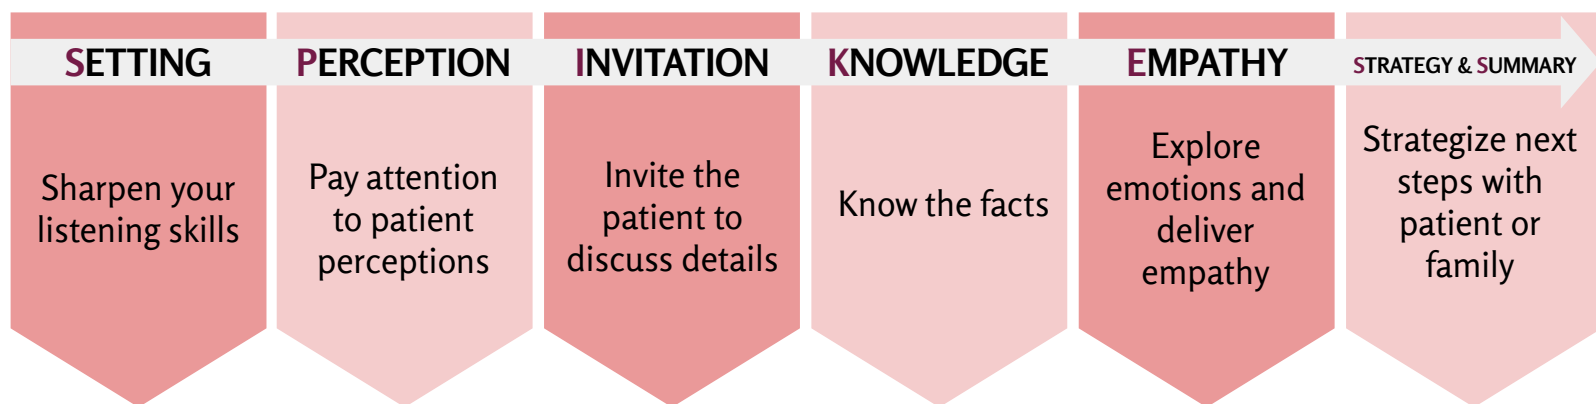 SETTING
PERCEPTION
INVITATION
KNOWLEDGE
EMPATHY
STRATEGY & SUMMARY
Sharpen your
listening skills
Pay attention
to patient
perceptions
Invite the
patient to
discuss details
Know the facts
Explore
emotions and
deliver
empathy
Strategize next
steps with
patient or
family